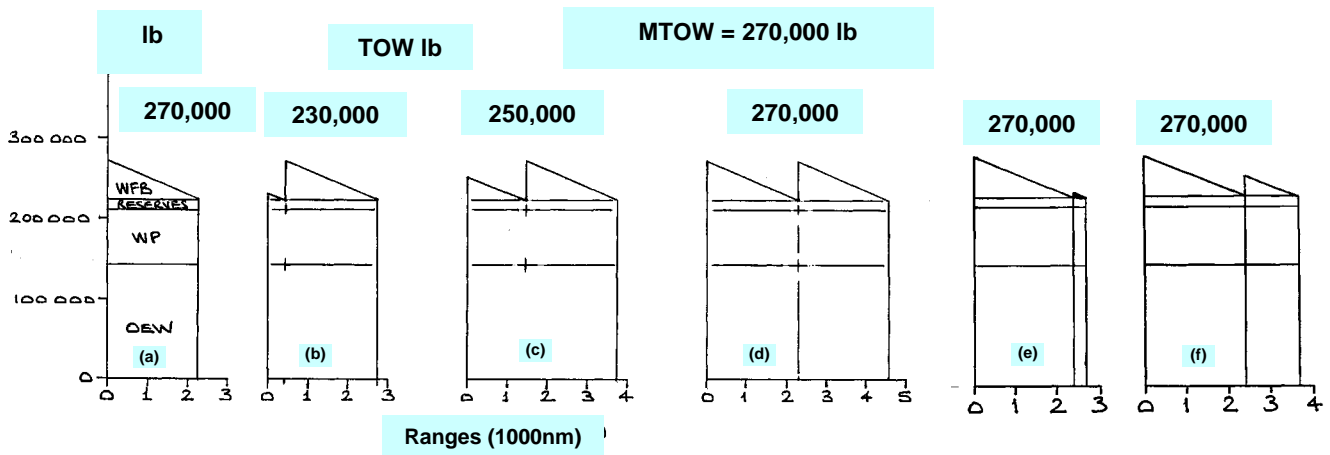 lb
TOW lb
MTOW = 270,000 lb
270,000
230,000
250,000
270,000
270,000
270,000
300 000
200 000
100 000
0
WFB
RESERVES
WP
OEW
(a)
(b)
(c)
(d)
(e)
(f)
0 1 2 3
0 1 2 3
0 1 2 3 4
0 1 2 3 4 5
0 1 2 3
0 1 2 3 4
Ranges (1000nm)